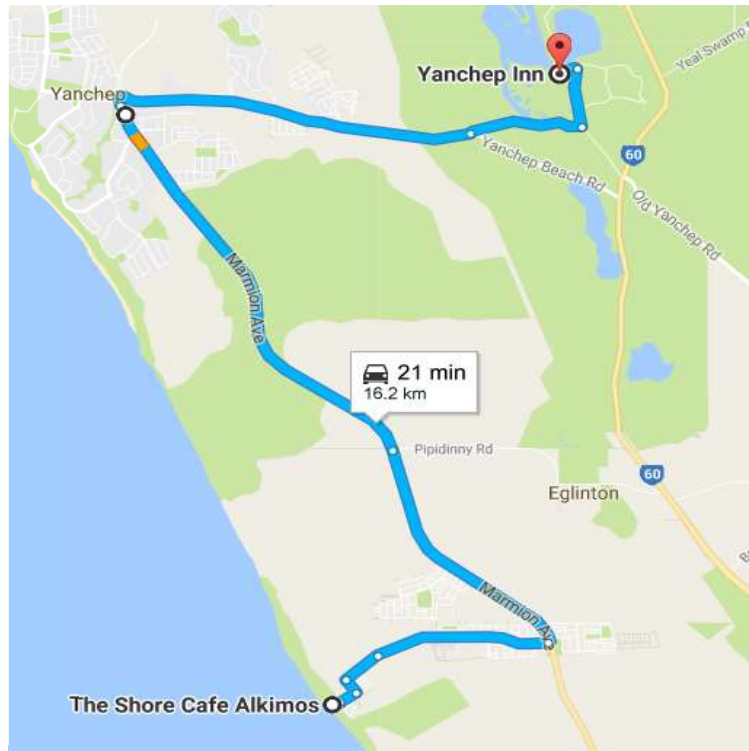 Yanchep Inn
Yeal Swamp
Yanchep
60
Yanchep Beach Rd
Old Yanchep Rd
Marmion Ave
21 min
16.2 km
Pipidinny Rd
60
Eglinton
Marmion Ave
The Shore Cafe Alkimos